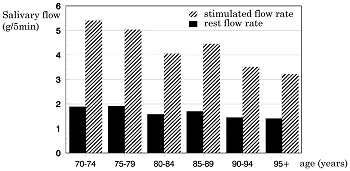 Salivary flow
(g/5min)
6
5
4
3
2
1
0
stimulated flow rate
rest flow rate
70-74 75-79 80-84 85-89 90-94 95+ age (years)